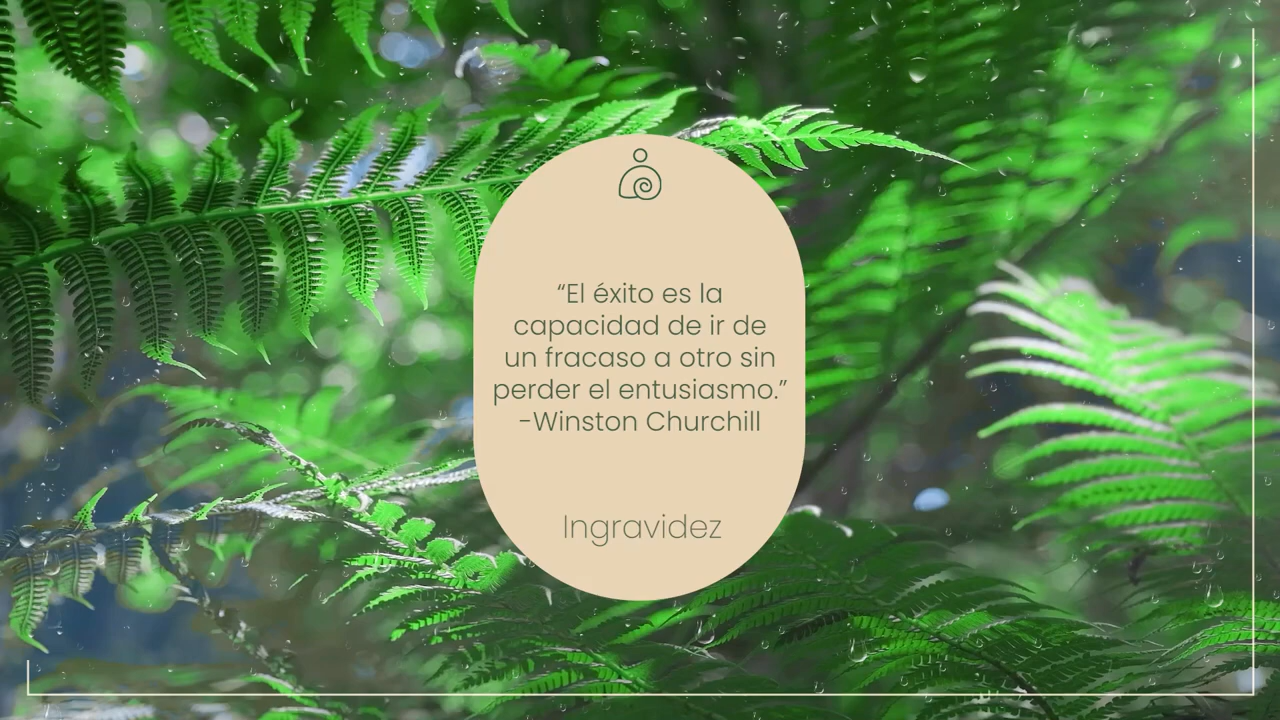 “El éxito es la
capacidad de ir de
un fracaso a otro sin
perder el entusiasmo.”
-Winston Churchill
Ingravidez